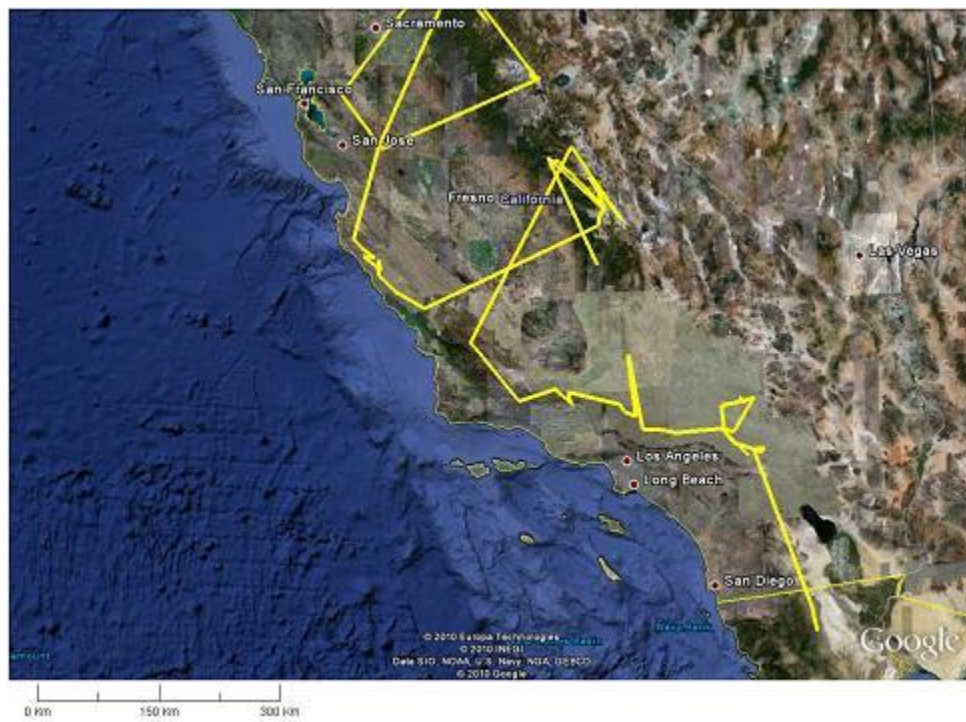 Sacramento
San Francisco
San Jose
Fresno California
Las Vegas
Los Angeles
Long Beach
San Diego
© 2010 Europa Technologies
© 2010 INEGI
Data SIO, NOAA, U.S. Navy, NGA, GEBCO
© 2010 Google
Google
0 km 150 km 300 km